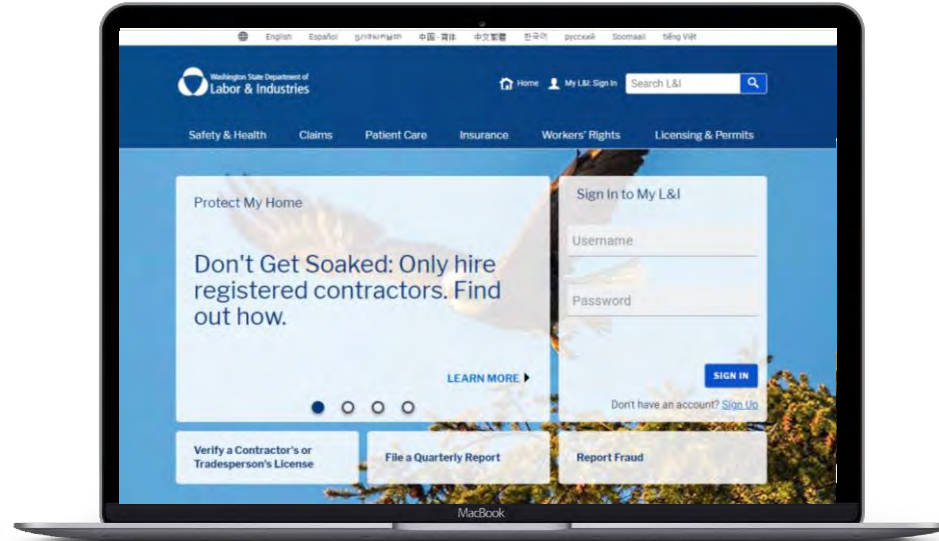 English Español 中国-简体 中文繁體 한국어 русский Soomaali tiếng Việt
Washington State Department of
Labor & Industries
Home My L&I: Sign In Search L&I
Safety & Health Claims Patient Care Insurance Workers' Rights Licensing & Permits
Protect My Home
Don't Get Soaked: Only hire
registered contractors. Find
out how.
LEARN MORE
Sign In to My L&I
Username
Password
SIGN IN
Don't have an account? Sign Up
Verify a Contractor's or
Tradesperson's License
File a Quarterly Report
Report Fraud
MacBook